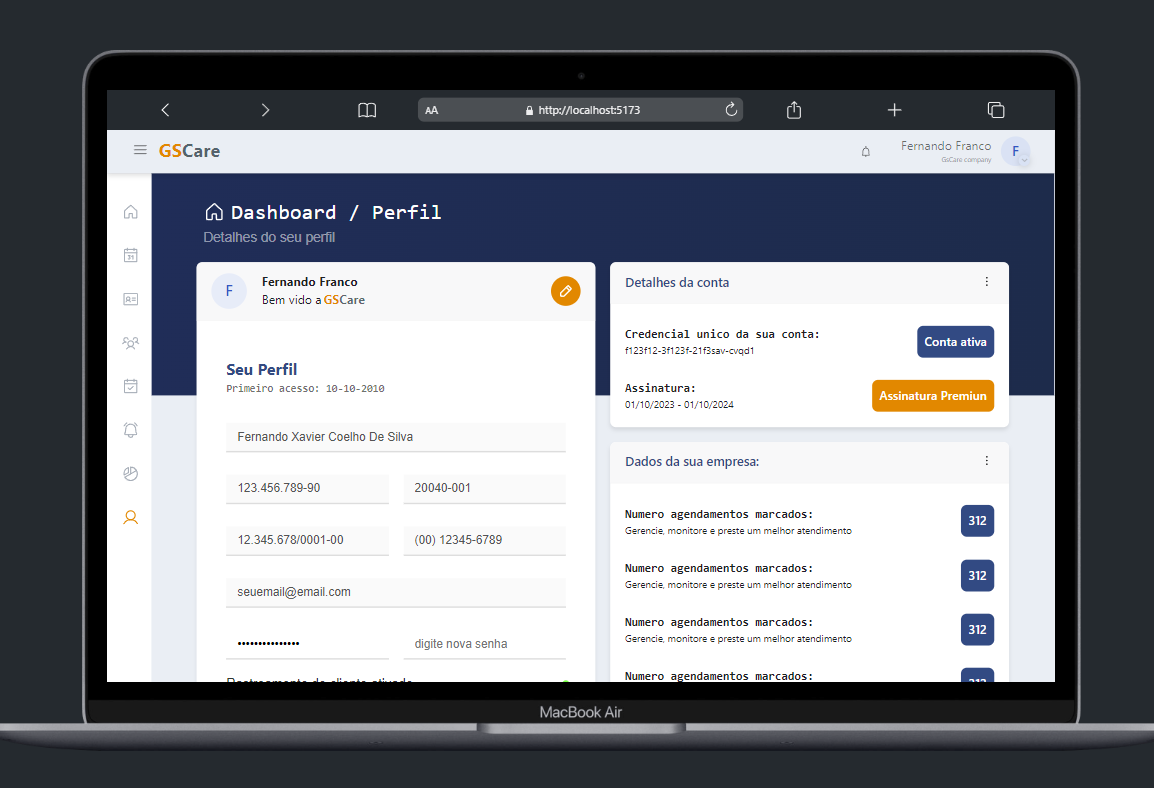 AA
http://localhost:5173
GSCare
Fernando Franco
GsCare company
F
31
Dashboard / Perfil
Detalhes do seu perfil
F
Fernando Franco
Bem vido a GSCare
Seu Perfil
Primeiro acesso: 10-10-2010
Fernando Xavier Coelho De Silva
123.456.789-90
20040-001
12.345.678/0001-00
(00) 12345-6789
seuemail@email.com
•••••••••••••••
digite nova senha
Rastreamento de cliente ativado
Detalhes da conta
Credencial unico da sua conta:
f123f12-3f123f-21f3sav-cvqd1
Conta ativa
Assinatura:
01/10/2023 - 01/10/2024
Assinatura Premiun
Dados da sua empresa:
Numero agendamentos marcados:
Gerencie, monitore e preste um melhor atendimento
312
Numero agendamentos marcados:
Gerencie, monitore e preste um melhor atendimento
312
Numero agendamentos marcados:
Gerencie, monitore e preste um melhor atendimento
312
Numero agendamentos marcados:
312
MacBook Air